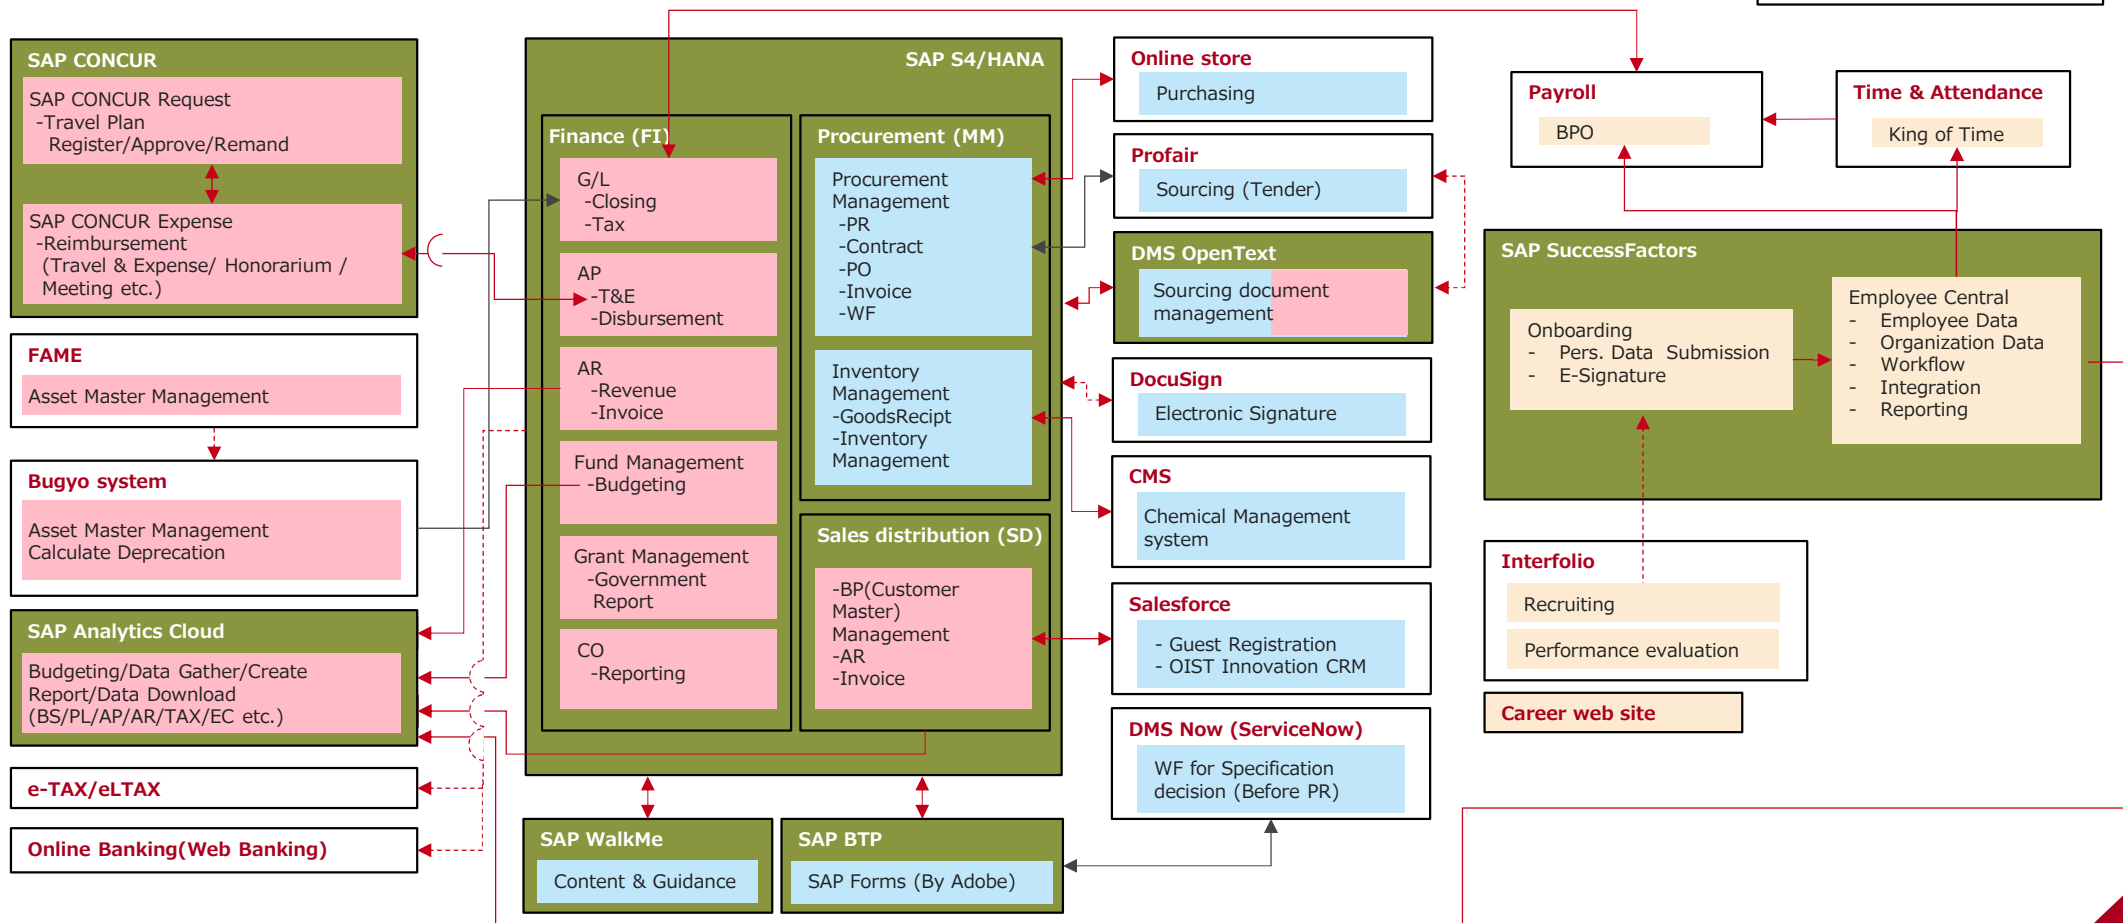 SAP CONCUR
SAP CONCUR Request
-Travel Plan
Register/Approve/Remand
SAP CONCUR Expense
-Reimbursement
(Travel & Expense/ Honorarium /
Meeting etc.)
FAME
Asset Master Management
Bugyo system
Asset Master Management
Calculate Deprecation
SAP Analytics Cloud
Budgeting/Data Gather/Create
Report/Data Download
(BS/PL/AP/AR/TAX/EC etc.)
e-TAX/eLTAX
Online Banking(Web Banking)
SAP S4/HANA
Finance (FI)
G/L
-Closing
-Tax
AP
-T&E
-Disbursement
AR
-Revenue
-Invoice
Fund Management
-Budgeting
Grant Management
-Government
Report
CO
-Reporting
Procurement (MM)
Procurement
Management
-PR
-Contract
-PO
-Invoice
-WF
Inventory
Management
-GoodsRecipt
-Inventory
Management
Sales distribution (SD)
-BP(Customer
Master)
Management
-AR
-Invoice
SAP WalkMe
Content & Guidance
SAP BTP
SAP Forms (By Adobe)
Online store
Purchasing
Profair
Sourcing (Tender)
DMS OpenText
Sourcing document
management
DocuSign
Electronic Signature
CMS
Chemical Management
system
Salesforce
- Guest Registration
- OIST Innovation CRM
DMS Now (ServiceNow)
WF for Specification
decision (Before PR)
Payroll
BPO
Time & Attendance
King of Time
SAP SuccessFactors
Onboarding
- Pers. Data Submission
- E-Signature
Employee Central
- Employee Data
- Organization Data
- Workflow
- Integration
- Reporting
Interfolio
Recruiting
Performance evaluation
Career web site